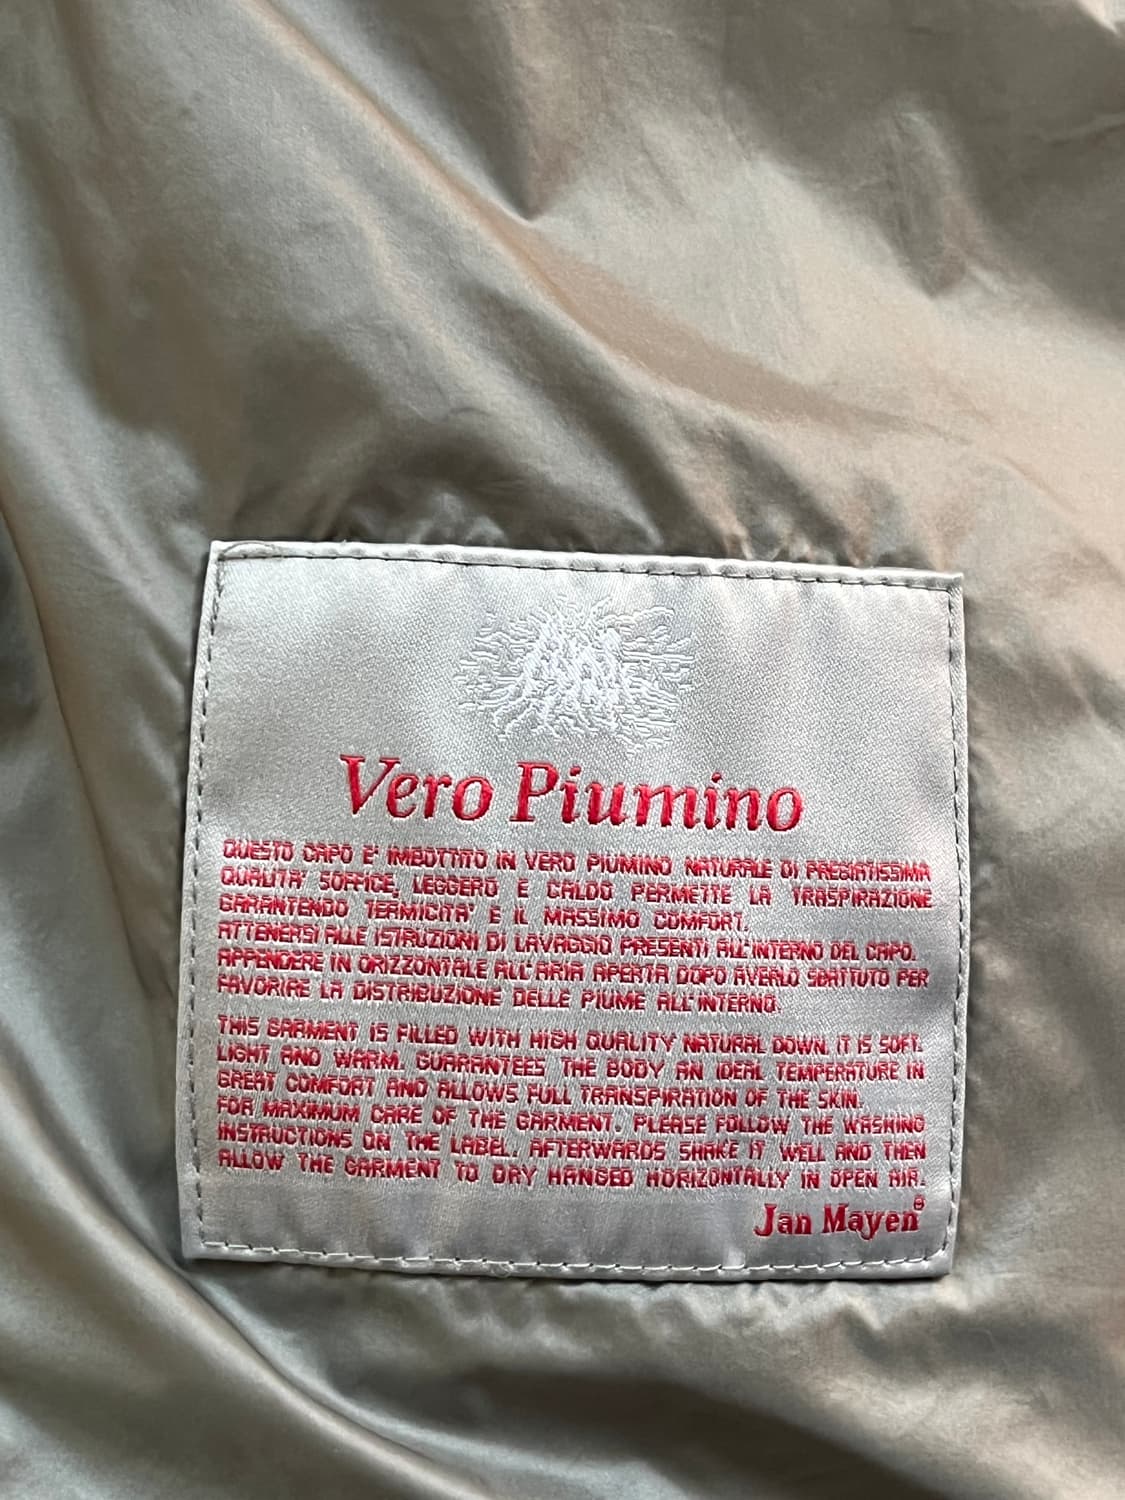 Vero Piumino
QUESTO CAPO E' IMBOTTITO IN VERO PIUMINO NATURALE DI PREGIATISSIMA
QUALITA' SOFFICE, LEGGERO E CALDO PERMETTE LA TRASPIRAZIONE
GARANTENDO TERMICITA' E IL MASSIMO COMFORT.
ATTENERSI ALLE ISTRUZIONI DI LAVAGGIO PRESENTI ALL'INTERNO DEL CAPO.
APPENDERE IN ORIZZONTALE ALL'ARIA APERTA DOPO AVERLO SBATTUTO PER
FAVORIRE LA DISTRIBUZIONE DELLE PIUME ALL'INTERNO.
THIS GARMENT IS FILLED WITH HIGH QUALITY NATURAL DOWN. IT IS SOFT,
LIGHT AND WARM. GUARANTEES THE BODY AN IDEAL TEMPERATURE IN
GREAT COMFORT AND ALLOWS FULL TRANSPIRATION OF THE SKIN.
FOR MAXIMUM CARE OF THE GARMENT. PLEASE FOLLOW THE WASHING
INSTRUCTIONS ON THE LABEL. AFTERWARDS SHAKE IT WELL AND THEN
ALLOW THE GARMENT TO DRY HANGED HORIZONTALLY IN OPEN AIR.
Jan Mayen®